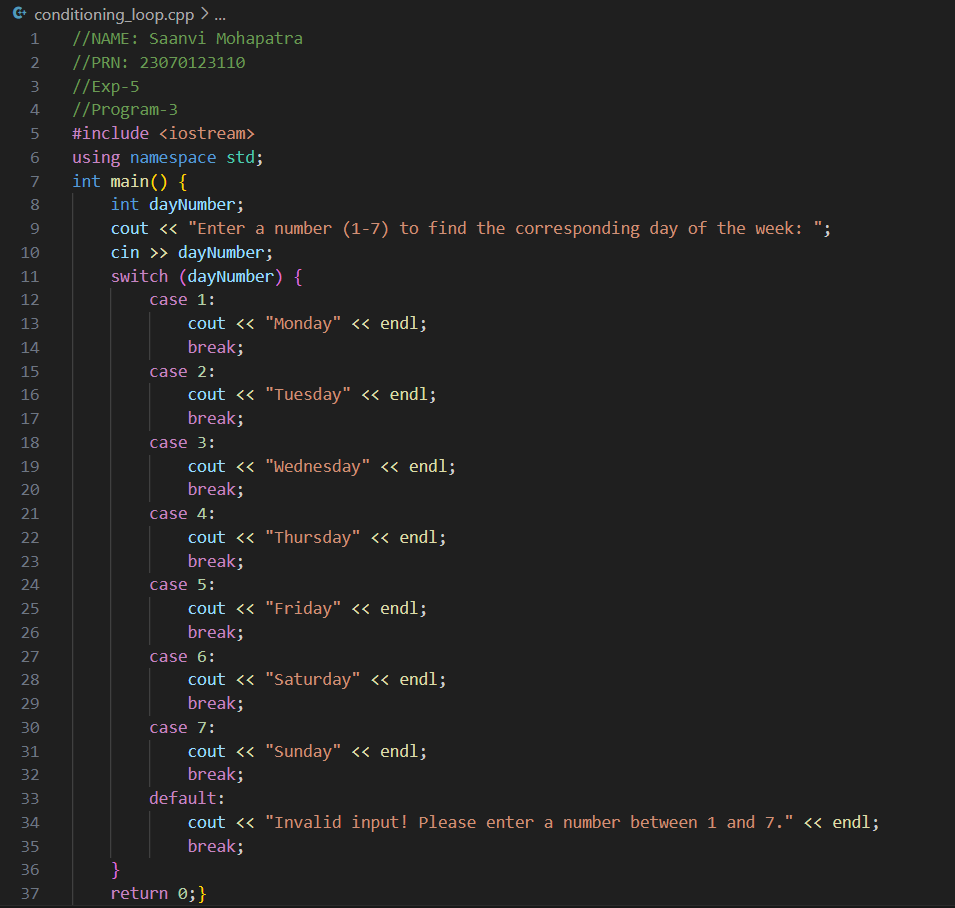 conditioning_loop.cpp > ...
1 //NAME: Saanvi Mohapatra
2 //PRN: 23070123110
3 //Exp-5
4 //Program-3
5 #include <iostream>
6 using namespace std;
7 int main() {
8     int dayNumber;
9     cout << "Enter a number (1-7) to find the corresponding day of the week: ";
10     cin >> dayNumber;
11     switch (dayNumber) {
12         case 1:
13             cout << "Monday" << endl;
14             break;
15         case 2:
16             cout << "Tuesday" << endl;
17             break;
18         case 3:
19             cout << "Wednesday" << endl;
20             break;
21         case 4:
22             cout << "Thursday" << endl;
23             break;
24         case 5:
25             cout << "Friday" << endl;
26             break;
27         case 6:
28             cout << "Saturday" << endl;
29             break;
30         case 7:
31             cout << "Sunday" << endl;
32             break;
33         default:
34             cout << "Invalid input! Please enter a number between 1 and 7." << endl;
35             break;
36     }
37     return 0;}